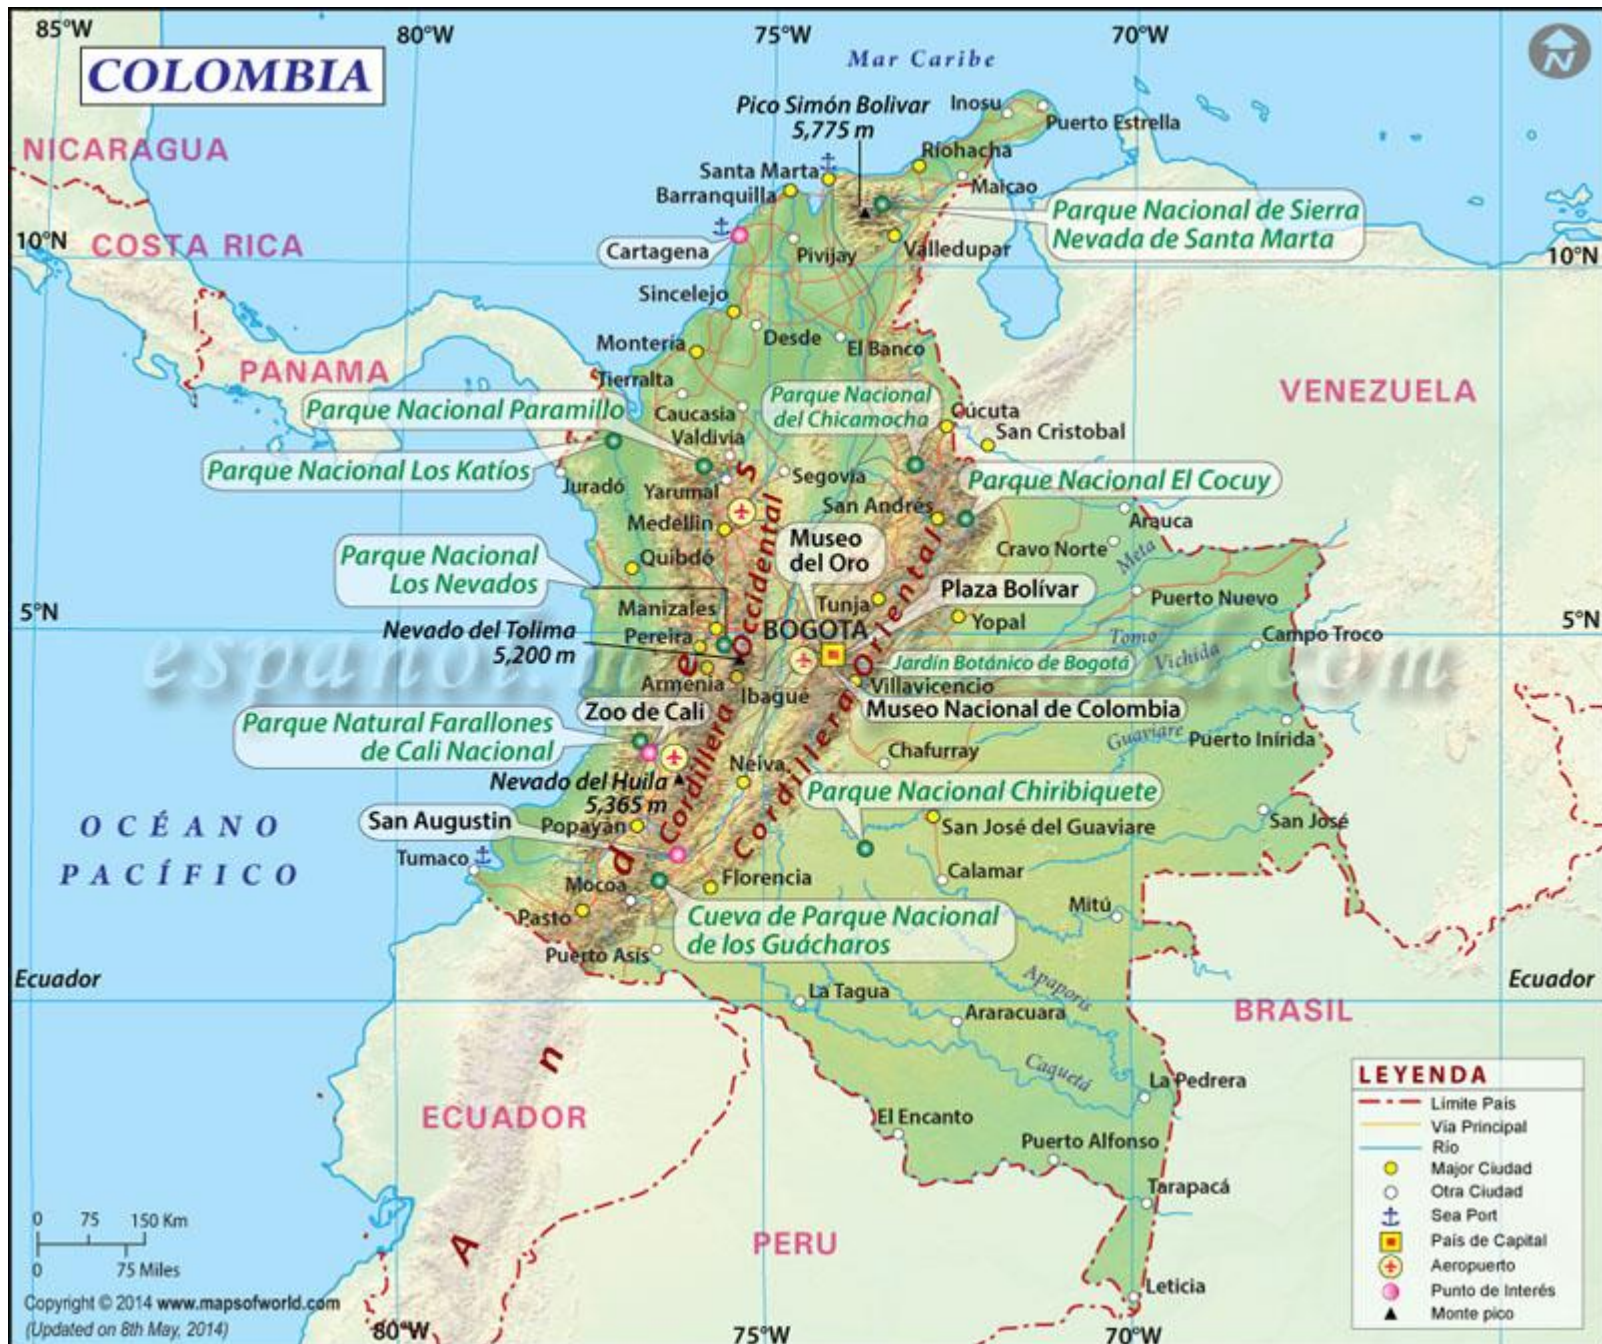 85°W
80°W
75°W
70°W
COLOMBIA
Mar Caribe
Pico Simón Bolivar
5,775 m
Inosu
Puerto Estrella
N
NICARAGUA
Santa Marta
Riohacha
Barranquilla
Maicao
Parque Nacional de Sierra
Nevada de Santa Marta
10°N
COSTA RICA
Cartagena
Pivijay
Valledupar
10°N
Sincelejo
Desde
Montería
El Banco
PANAMA
Tierralta
VENEZUELA
Parque Nacional Paramillo
Caucasia
Parque Nacional
del Chicamocha
Cúcuta
Valdivia
San Cristobal
Parque Nacional Los Katíos
Juradó
Yarumal
Segovia
Parque Nacional El Cocuy
Medellin
San Andrés
Arauca
Museo
del Oro
Cravo Norte
Meta
Parque Nacional
Los Nevados
Quibdó
Plaza Bolívar
Puerto Nuevo
5°N
Manizales
Tunja
Yopal
5°N
Nevado del Tolima
5,200 m
Pereira
BOGOTA
Tomo
Campo Troco
Vichida
Jardín Botánico de Bogotá
Armenia
Ibagué
Villavicencio
Zoo de Cali
Museo Nacional de Colombia
Parque Natural Farallones
de Cali Nacional
Guaviare
Puerto Inírida
Chafurray
Neiva
Nevado del Huila
5,365 m
Parque Nacional Chiribiquete
San Augustin
Popayán
San José del Guaviare
San José
OCÉANO
PACÍFICO
Tumaco
Mocoa
Florencia
Calamar
Mitú
Pasto
Cueva de Parque Nacional
de los Guácharos
Puerto Asís
Cordillera Occidental
Cordillera Oriental
Andes
Ecuador
Ecuador
La Tagua
Apaporis
Araracuara
BRASIL
Caquetá
La Pedrera
ECUADOR
El Encanto
Puerto Alfonso
Tarapacá
PERU
Leticia
LEYENDA
Límite País
Vía Principal
Río
Major Ciudad
Otra Ciudad
Sea Port
País de Capital
Aeropuerto
Punto de Interés
Monte pico
0 75 150 Km
0 75 Miles
Copyright © 2014 www.mapsofworld.com
(Updated on 8th May, 2014)
80°W
75°W
70°W